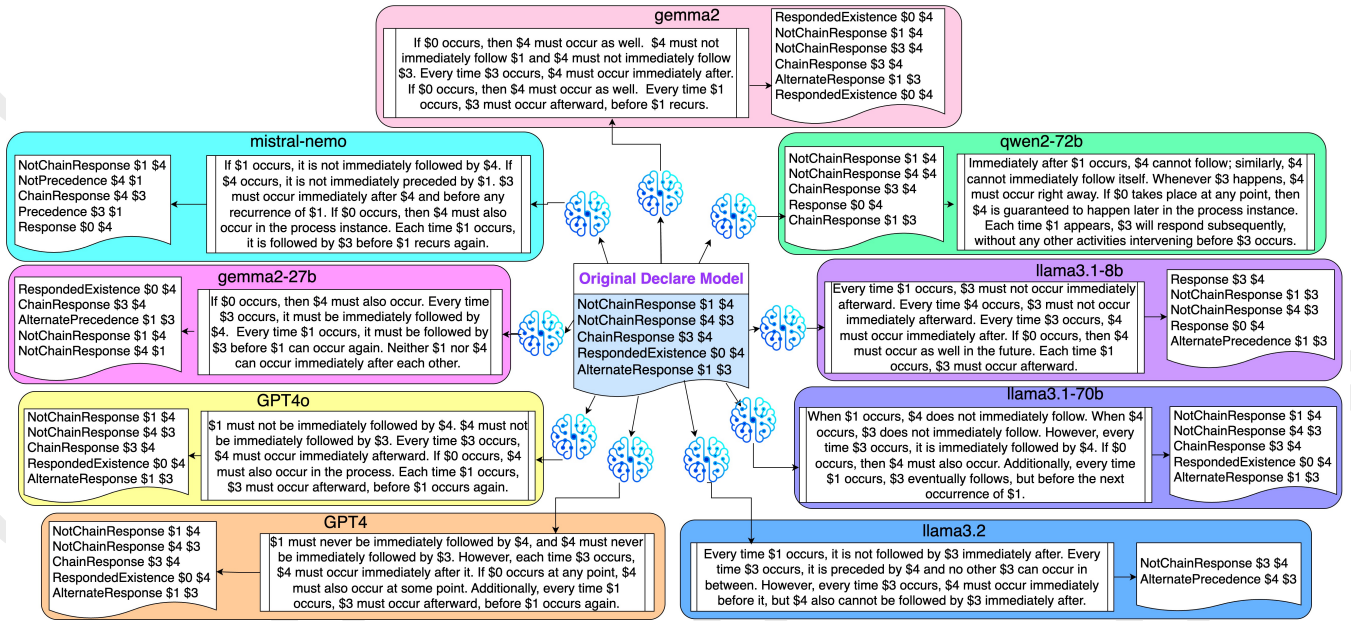 gemma2
If $0 occurs, then $4 must occur as well.  $4 must not
immediately follow $1 and $4 must not immediately follow
$3. Every time $3 occurs, $4 must occur immediately after.
If $0 occurs, then $4 must occur as well.  Every time $1
occurs, $3 must occur afterward, before $1 recurs.
RespondedExistence $0 $4
NotChainResponse $1 $4
NotChainResponse $3 $4
ChainResponse $3 $4
AlternateResponse $1 $3
RespondedExistence $0 $4
mistral-nemo
NotChainResponse $1 $4
NotPrecedence $4 $1
ChainResponse $4 $3
Precedence $3 $1
Response $0 $4
If $1 occurs, it is not immediately followed by $4. If
$4 occurs, it is not immediately preceded by $1. $3
must occur immediately after $4 and before any
recurrence of $1. If $0 occurs, then $4 must also
occur in the process instance. Each time $1 occurs,
it is followed by $3 before $1 recurs again.
qwen2-72b
NotChainResponse $1 $4
NotChainResponse $4 $4
ChainResponse $3 $4
Response $0 $4
ChainResponse $1 $3
Immediately after $1 occurs, $4 cannot follow; similarly, $4
cannot immediately follow itself. Whenever $3 happens, $4
must occur right away. If $0 takes place at any point, then
$4 is guaranteed to happen later in the process instance.
Each time $1 appears, $3 will respond subsequently,
without any other activities intervening before $3 occurs.
gemma2-27b
RespondedExistence $0 $4
ChainResponse $3 $4
AlternatePrecedence $1 $3
NotChainResponse $1 $4
NotChainResponse $4 $1
If $0 occurs, then $4 must also occur. Every time
$3 occurs, it must be immediately followed by
$4.  Every time $1 occurs, it must be followed by
$3 before $1 can occur again. Neither $1 nor $4
can occur immediately after each other.
Original Declare Model
NotChainResponse $1 $4
NotChainResponse $4 $3
ChainResponse $3 $4
RespondedExistence $0 $4
AlternateResponse $1 $3
llama3.1-8b
Every time $1 occurs, $3 must not occur immediately
afterward. Every time $4 occurs, $3 must not occur
immediately afterward. Every time $3 occurs, $4
must occur immediately after. If $0 occurs, then $4
must occur as well in the future. Each time $1
occurs, $3 must occur afterward.
Response $3 $4
NotChainResponse $1 $3
NotChainResponse $4 $3
Response $0 $4
AlternatePrecedence $1 $3
GPT4o
NotChainResponse $1 $4
NotChainResponse $4 $3
ChainResponse $3 $4
RespondedExistence $0 $4
AlternateResponse $1 $3
$1 must not be immediately followed by $4. $4 must not
be immediately followed by $3. Every time $3 occurs,
$4 must occur immediately afterward. If $0 occurs, $4
must also occur in the process. Each time $1 occurs,
$3 must occur afterward, before $1 occurs again.
llama3.1-70b
When $1 occurs, $4 does not immediately follow. When $4
occurs, $3 does not immediately follow. However, every
time $3 occurs, it is immediately followed by $4. If $0
occurs, then $4 must also occur. Additionally, every time
$1 occurs, $3 eventually follows, but before the next
occurrence of $1.
NotChainResponse $1 $4
NotChainResponse $4 $3
ChainResponse $3 $4
RespondedExistence $0 $4
AlternateResponse $1 $3
GPT4
NotChainResponse $1 $4
NotChainResponse $4 $3
ChainResponse $3 $4
RespondedExistence $0 $4
AlternateResponse $1 $3
$1 must never be immediately followed by $4, and $4 must never
be immediately followed by $3. However, each time $3 occurs,
$4 must occur immediately after it. If $0 occurs at any point, $4
must also occur at some point. Additionally, every time $1
occurs, $3 must occur afterward, before $1 occurs again.
llama3.2
Every time $1 occurs, it is not followed by $3 immediately after. Every
time $3 occurs, it is preceded by $4 and no other $3 can occur in
between. However, every time $3 occurs, $4 must occur immediately
before it, but $4 also cannot be followed by $3 immediately after.
NotChainResponse $3 $4
AlternatePrecedence $4 $3